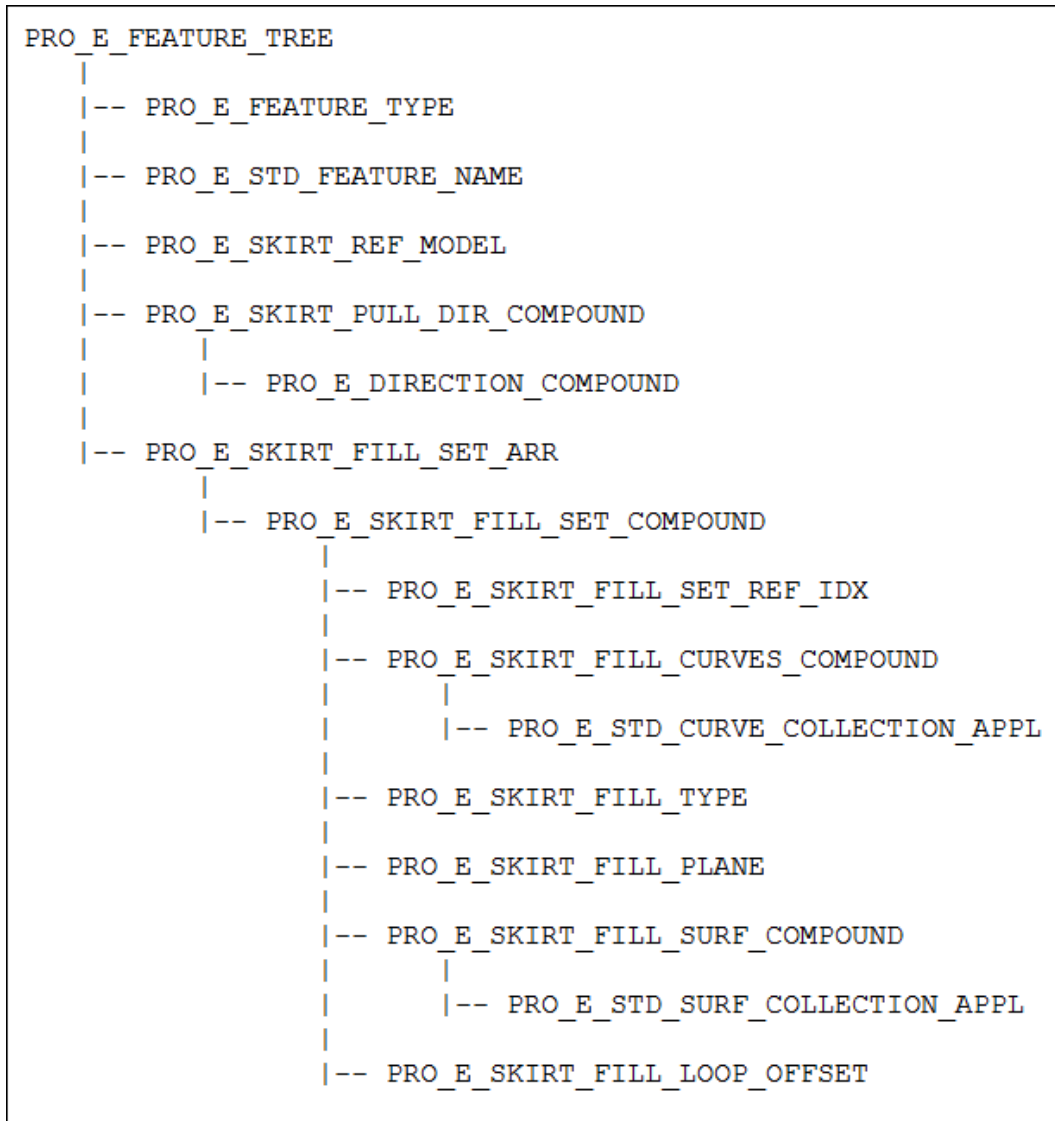 PRO_E_FEATURE_TREE
|
|-- PRO_E_FEATURE_TYPE
|
|-- PRO_E_STD_FEATURE_NAME
|
|-- PRO_E_SKIRT_REF_MODEL
|
|-- PRO_E_SKIRT_PULL_DIR_COMPOUND
|       |
|       |-- PRO_E_DIRECTION_COMPOUND
|
|-- PRO_E_SKIRT_FILL_SET_ARR
        |
        |-- PRO_E_SKIRT_FILL_SET_COMPOUND
                |
                |-- PRO_E_SKIRT_FILL_SET_REF_IDX
                |
                |-- PRO_E_SKIRT_FILL_CURVES_COMPOUND
                |       |
                |       |-- PRO_E_STD_CURVE_COLLECTION_APPL
                |
                |-- PRO_E_SKIRT_FILL_TYPE
                |
                |-- PRO_E_SKIRT_FILL_PLANE
                |
                |-- PRO_E_SKIRT_FILL_SURF_COMPOUND
                |       |
                |       |-- PRO_E_STD_SURF_COLLECTION_APPL
                |
                |-- PRO_E_SKIRT_FILL_LOOP_OFFSET